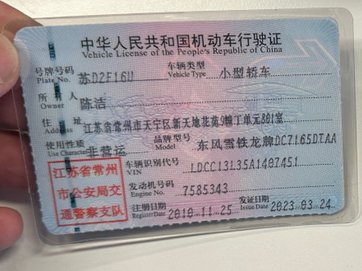 中华人民共和国机动车行驶证
Vehicle License of the People's Republic of China
号牌号码 苏D2F16U 车辆类型 小型轿车
Plate No. Vehicle Type
所有人 陈洁
Owner
住址 江苏省常州市天宁区新天地北苑 幢丁单元301室
Address
使用性质 非营运 品牌型号 东风雪铁龙牌DC7165DTAA
Use Character Model
车辆识别代号 LDCC13L35A1407451
VIN
发动机号码 7585343
Engine No.
注册日期 2010-11-25 发证日期 2023-03-24
Register Date Issue Date
江苏省常州
市公安局交
通警察支队